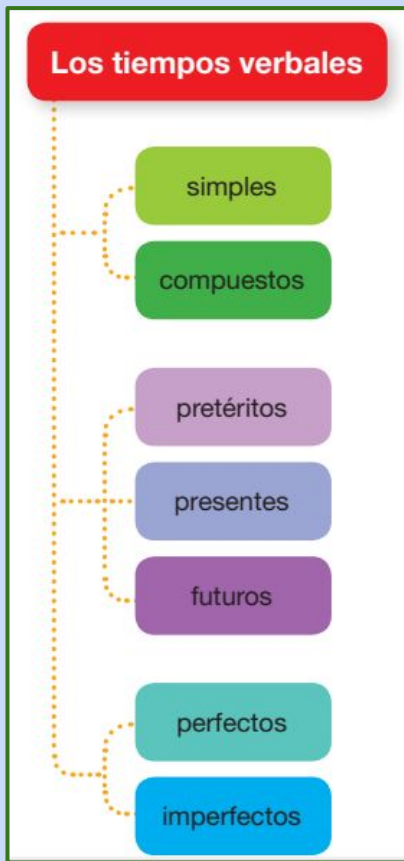 Los tiempos verbales
simples
compuestos
pretéritos
presentes
futuros
perfectos
imperfectos